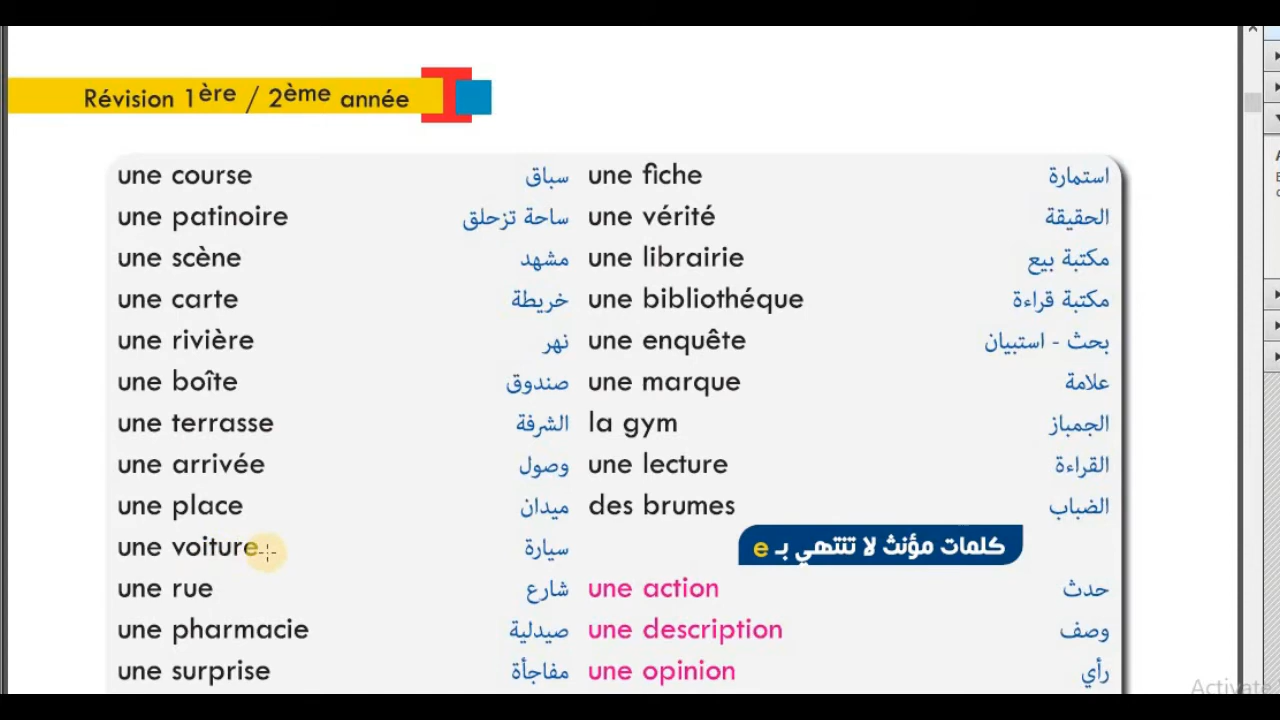 Révision 1ère / 2ème année
une course سباق une fiche استمارة
une patinoire ساحة تزحلق une vérité الحقيقة
une scène مشهد une librairie مكتبة بيع
une carte خريطة une bibliothéque مكتبة قراءة
une rivière نهر une enquête بحث - استبيان
une boîte صندوق une marque علامة
une terrasse الشرفة la gym الجمباز
une arrivée وصول une lecture القراءة
une place ميدان des brumes الضباب
une voiture سيارة كلمات مؤنث لا تنتهي بـ e
une rue شارع une action حدث
une pharmacie صيدلية une description وصف
une surprise مفاجأة une opinion رأي